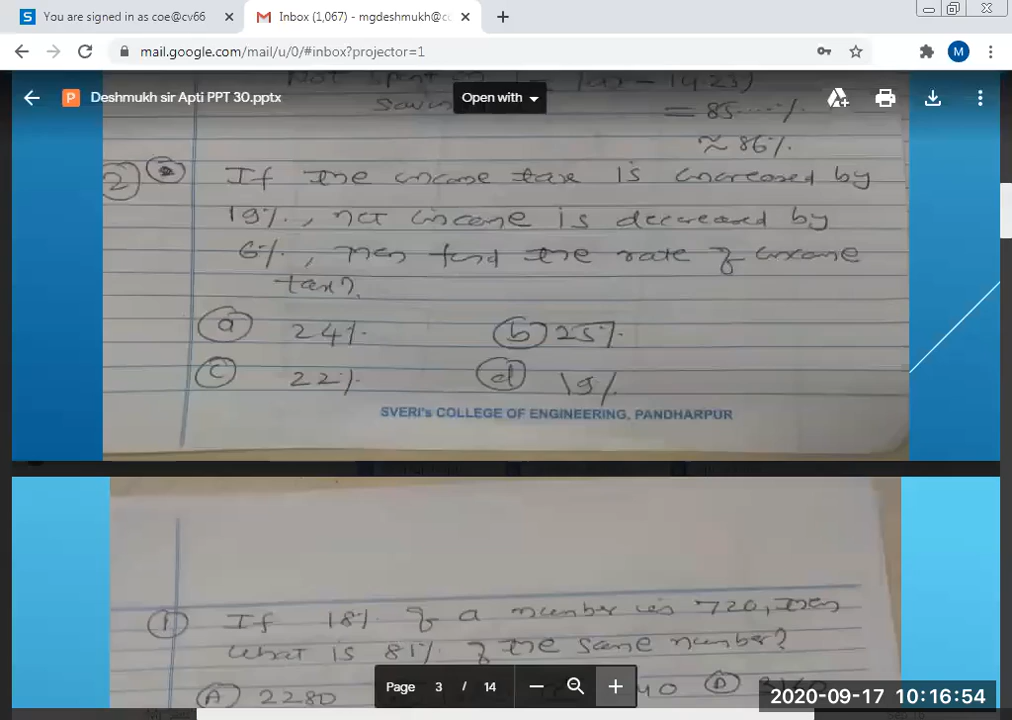 You are signed in as coe@cv66
Inbox (1,067) - mgdeshmukh@co
mail.google.com/mail/u/0/#inbox?projector=1
M
Not spent in
Deshmukh sir Apti PPT 30.pptx
Open with
= 85.....%
≈ 86%.
2) If the income tax is increased by
19%, net income is decreased by
6%, then find the rate of income
tax?
a 24%. b 25%.
c 22%. d 19%
SVERI's COLLEGE OF ENGINEERING, PANDHARPUR
1) If 18% of a number is 720, then
what is 81% of the same number?
A 2280
Page 3 / 14
2020-09-17 10:16:54